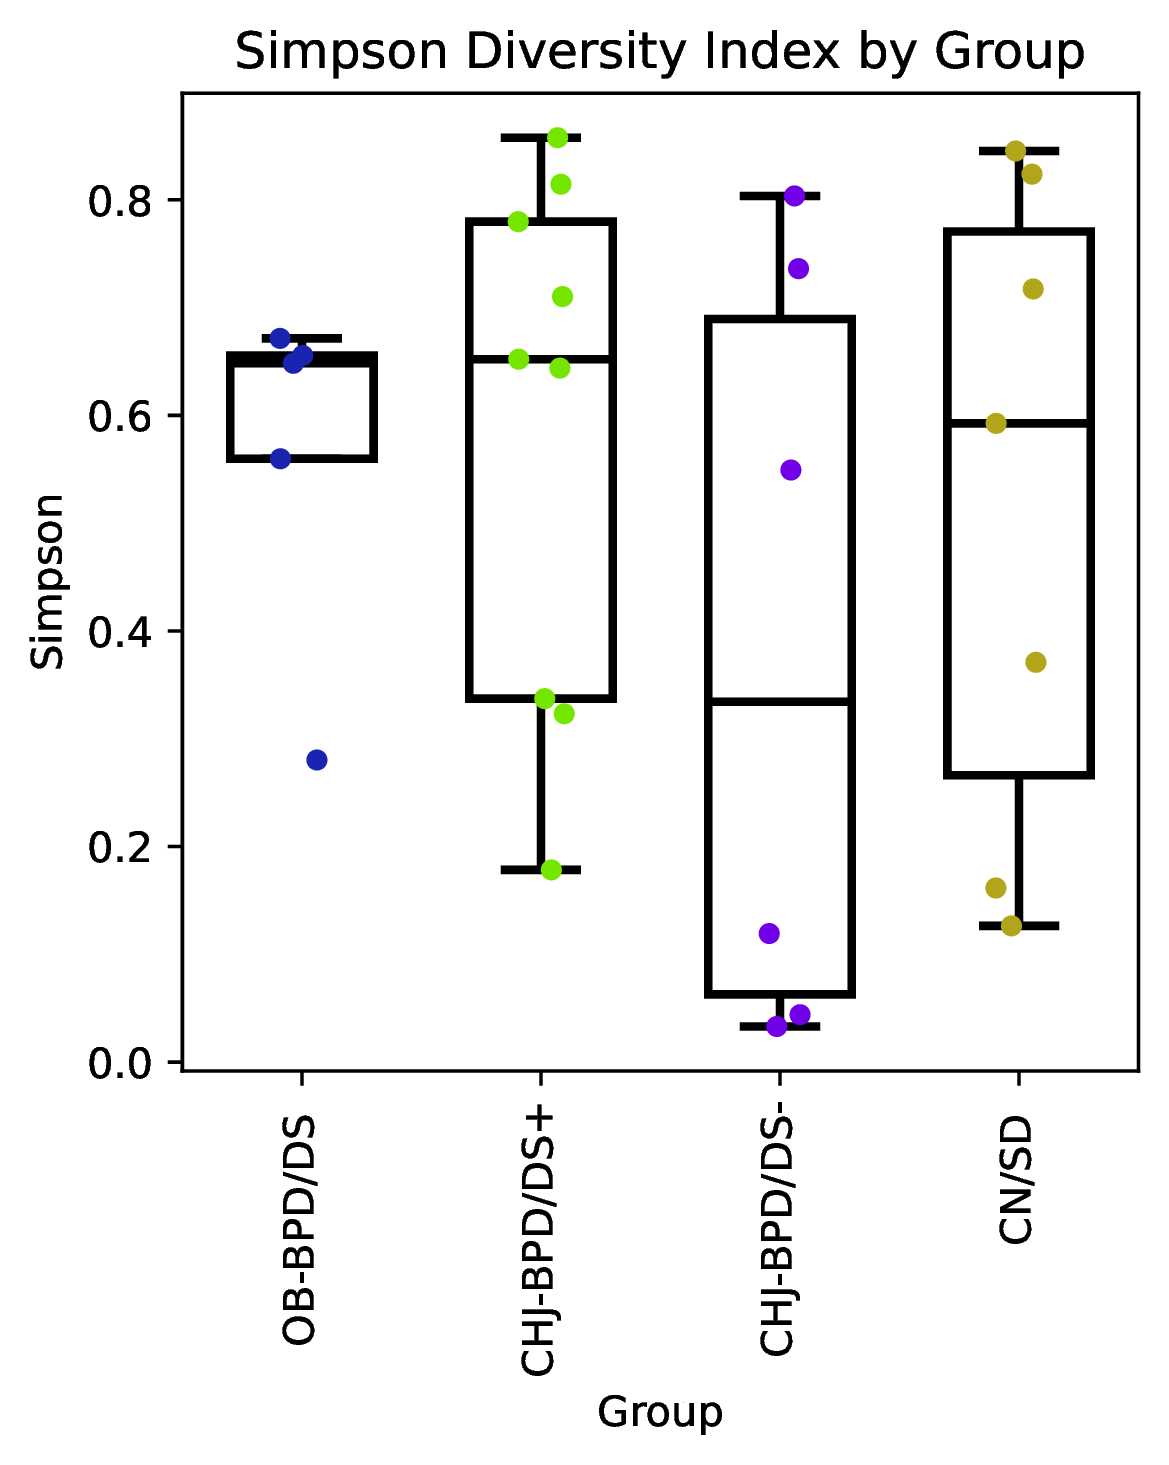 Simpson Diversity Index by Group
Simpson
0.8
0.6
0.4
0.2
0.0
OB-BPD/DS
CHJ-BPD/DS+
CHJ-BPD/DS-
CN/SD
Group